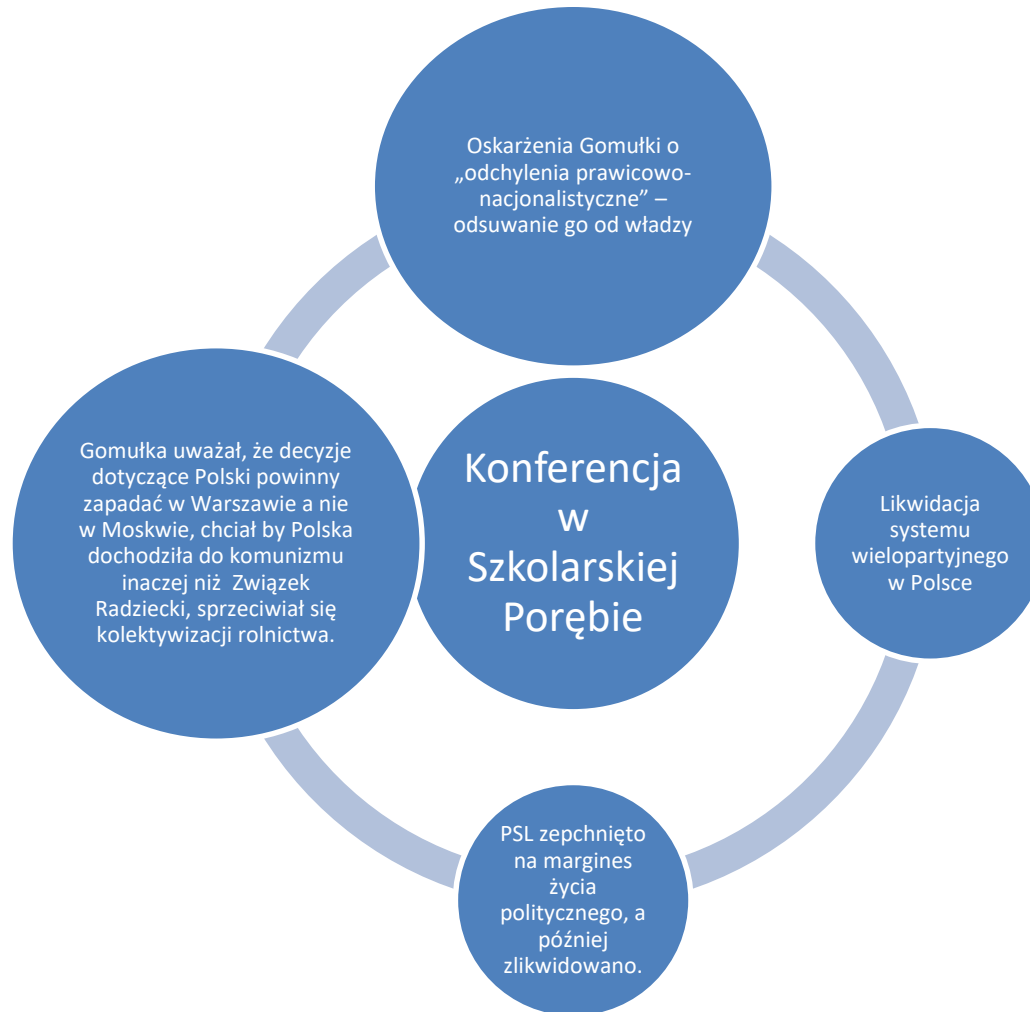 Oskarżenia Gomułki o
„odchylenia prawicowo-
nacjonalistyczne” –
odsuwanie go od władzy
Gomułka uważał, że decyzje
dotyczące Polski powinny
zapadać w Warszawie a nie
w Moskwie, chciał by Polska
dochodziła do komunizmu
inaczej niż Związek
Radziecki, sprzeciwiał się
kolektywizacji rolnictwa.
Konferencja
w
Szkolarskiej
Porębie
Likwidacja
systemu
wielopartyjnego
w Polsce
PSL zepchnięto
na margines
życia
politycznego, a
później
zlikwidowano.